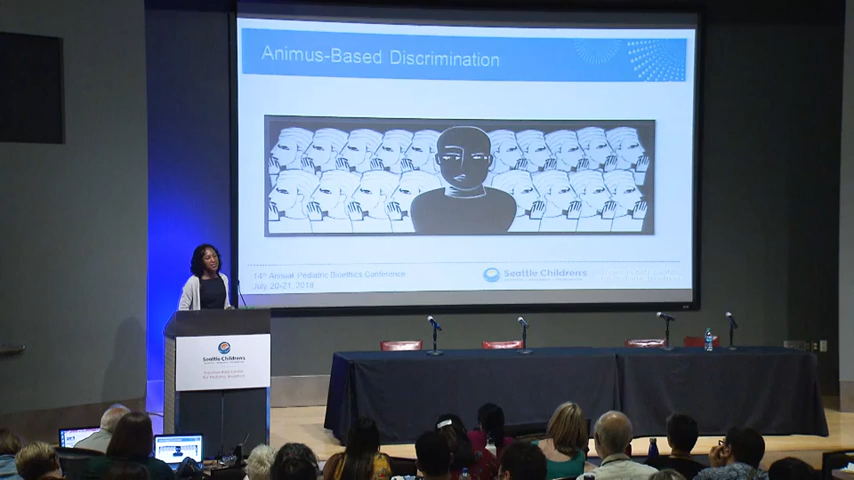 Animus-Based Discrimination
14th Annual Pediatric Bioethics Conference
July 20-21, 2018
Seattle Children's
Seattle Children's